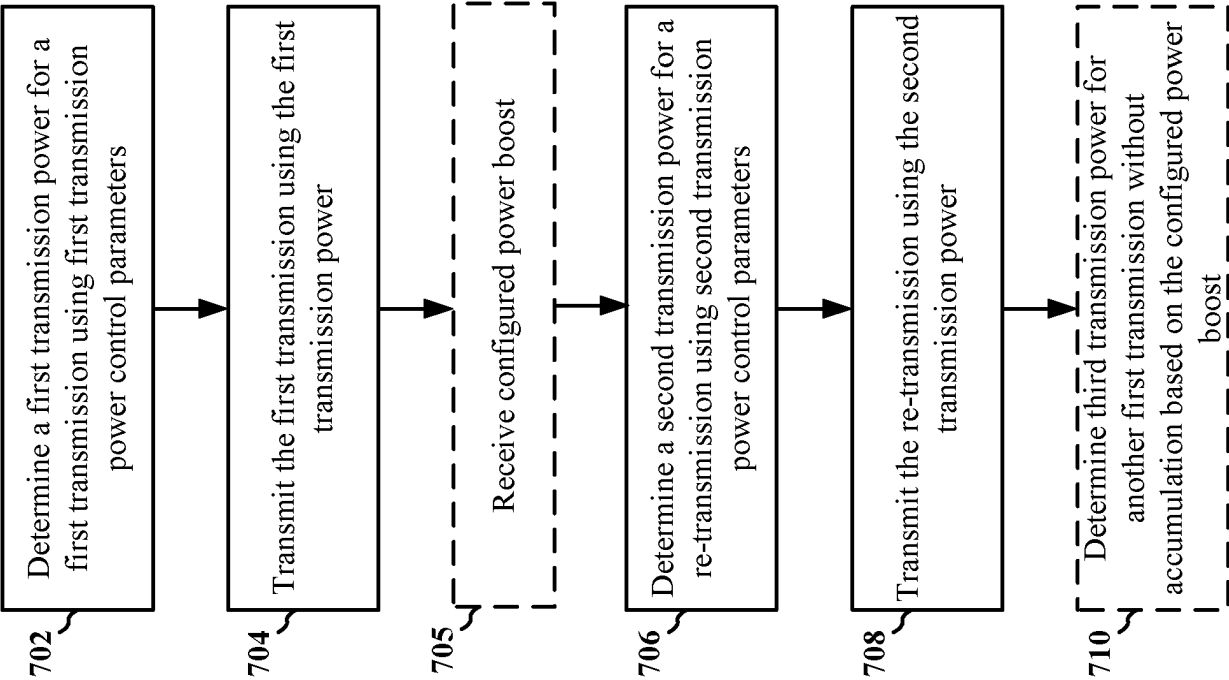 702
Determine a first transmission power for a
first transmission using first transmission
power control parameters
704
Transmit the first transmission using the first
transmission power
705
Receive configured power boost
706
Determine a second transmission power for a
re-transmission using second transmission
power control parameters
708
Transmit the re-transmission using the second
transmission power
710
Determine third transmission power for
another first transmission without
accumulation based on the configured power
boost